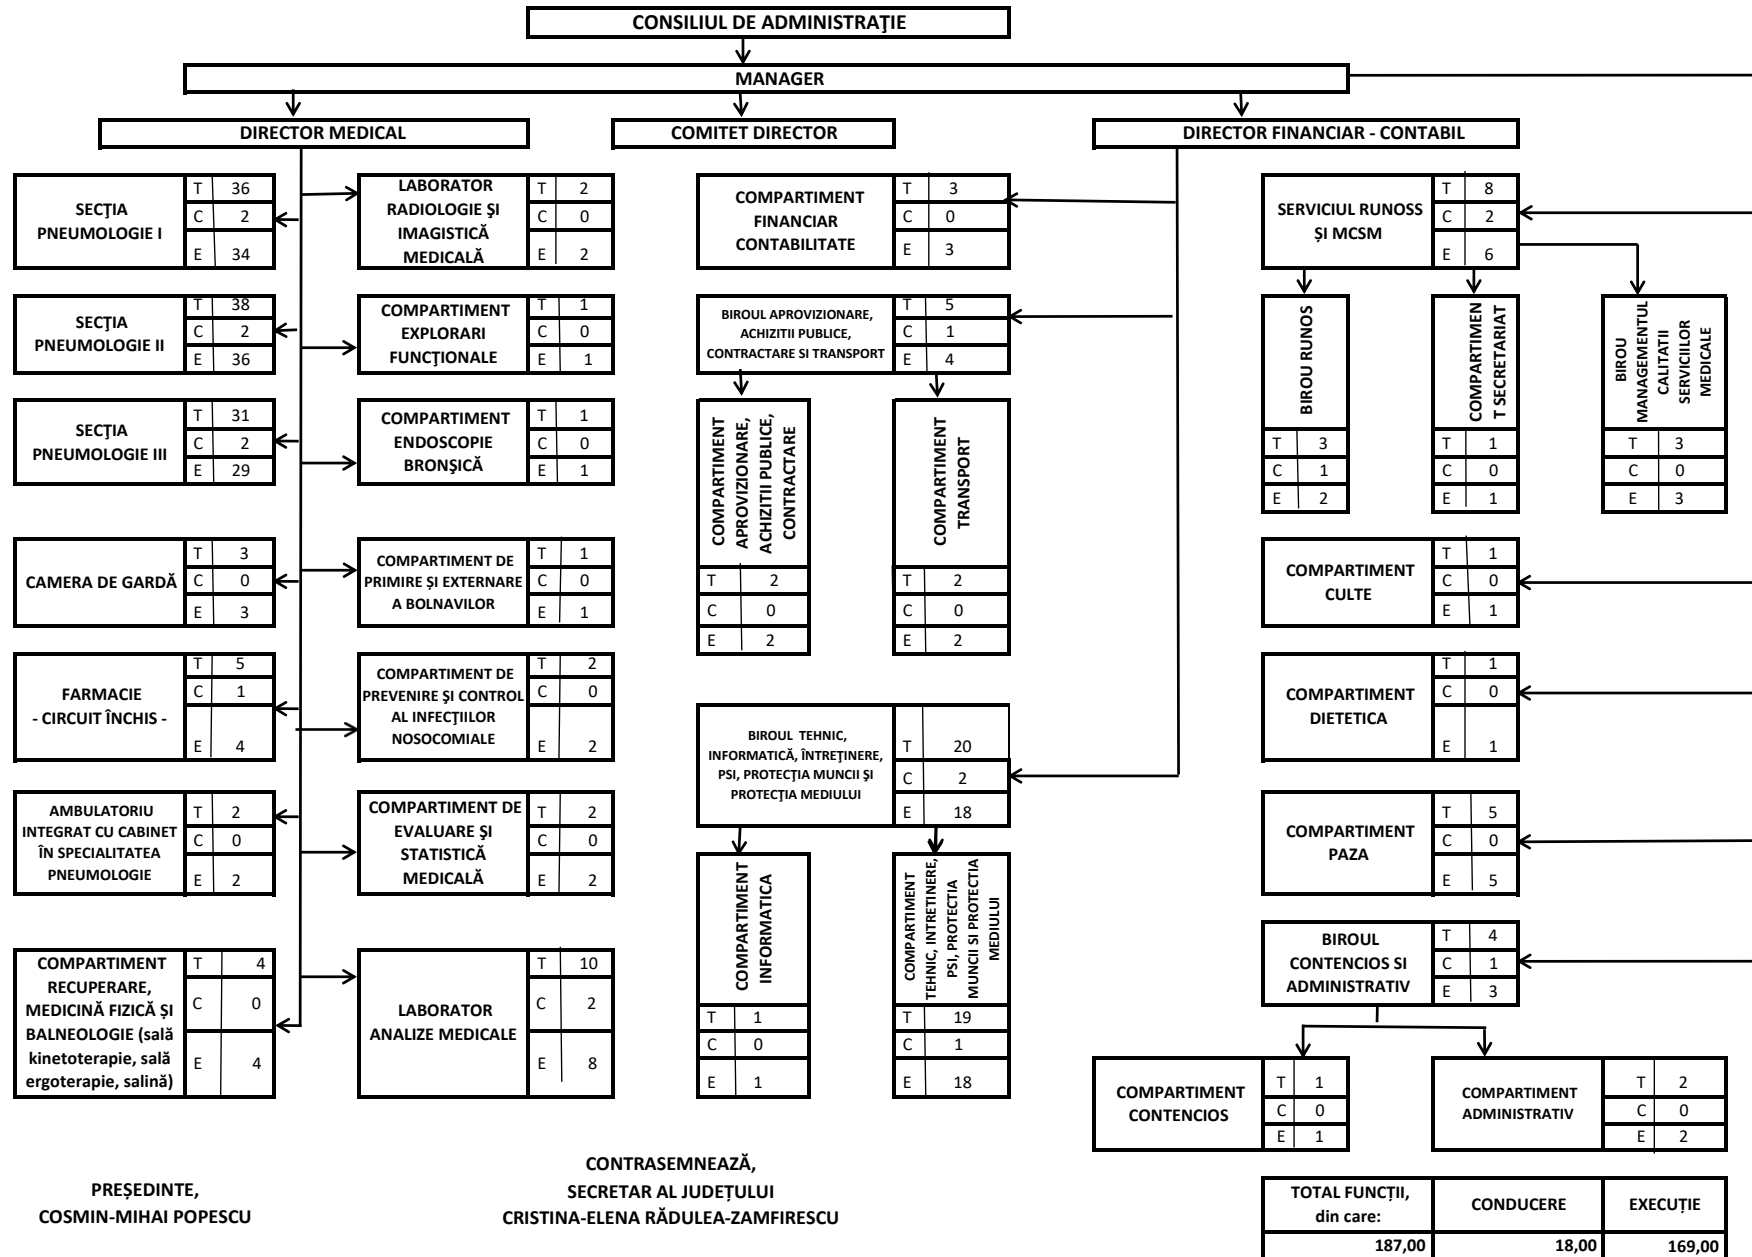 CONSILIUL DE ADMINISTRAŢIE
MANAGER
DIRECTOR MEDICAL
COMITET DIRECTOR
DIRECTOR FINANCIAR - CONTABIL
SECŢIA
PNEUMOLOGIE I
T 36
C 2
E 34
LABORATOR
RADIOLOGIE ŞI
IMAGISTICĂ
MEDICALĂ
T 2
C 0
E 2
COMPARTIMENT
FINANCIAR
CONTABILITATE
T 3
C 0
E 3
SERVICIUL RUNOSS
ȘI MCSM
T 8
C 2
E 6
SECŢIA
PNEUMOLOGIE II
T 38
C 2
E 36
COMPARTIMENT
EXPLORARI
FUNCŢIONALE
T 1
C 0
E 1
BIROUL APROVIZIONARE,
ACHIZITII PUBLICE,
CONTRACTARE SI TRANSPORT
T 5
C 1
E 4
BIROU RUNOS
T 3
C 1
E 2
COMPARTIMEN
T SECRETARIAT
T 1
C 0
E 1
BIROU
MANAGEMENTUL
CALITATII
SERVICIILOR
MEDICALE
T 3
C 0
E 3
SECŢIA
PNEUMOLOGIE III
T 31
C 2
E 29
COMPARTIMENT
ENDOSCOPIE
BRONŞICĂ
T 1
C 0
E 1
COMPARTIMENT
APROVIZIONARE,
ACHIZITII PUBLICE,
CONTRACTARE
T 2
C 0
E 2
COMPARTIMENT
TRANSPORT
T 2
C 0
E 2
CAMERA DE GARDĂ
T 3
C 0
E 3
COMPARTIMENT DE
PRIMIRE ȘI EXTERNARE
A BOLNAVILOR
T 1
C 0
E 1
COMPARTIMENT
CULTE
T 1
C 0
E 1
FARMACIE
- CIRCUIT ÎNCHIS -
T 5
C 1
E 4
COMPARTIMENT DE
PREVENIRE ŞI CONTROL
AL INFECŢIILOR
NOSOCOMIALE
T 2
C 0
E 2
BIROUL TEHNIC,
INFORMATICĂ, ÎNTREŢINERE,
PSI, PROTECŢIA MUNCII ŞI
PROTECŢIA MEDIULUI
T 20
C 2
E 18
COMPARTIMENT
DIETETICA
T 1
C 0
E 1
AMBULATORIU
INTEGRAT CU CABINET
ÎN SPECIALITATEA
PNEUMOLOGIE
T 2
C 0
E 2
COMPARTIMENT DE
EVALUARE ŞI
STATISTICĂ
MEDICALĂ
T 2
C 0
E 2
COMPARTIMENT
PAZA
T 5
C 0
E 5
COMPARTIMENT
INFORMATICA
T 1
C 0
E 1
COMPARTIMENT
TEHNIC, INTRETINERE,
PSI, PROTECTIA
MUNCII SI PROTECTIA
MEDIULUI
T 19
C 1
E 18
BIROUL
CONTENCIOS SI
ADMINISTRATIV
T 4
C 1
E 3
COMPARTIMENT
RECUPERARE,
MEDICINĂ FIZICĂ ȘI
BALNEOLOGIE (sală
kinetoterapie, sală
ergoterapie, salină)
T 4
C 0
E 4
LABORATOR
ANALIZE MEDICALE
T 10
C 2
E 8
COMPARTIMENT
CONTENCIOS
T 1
C 0
E 1
COMPARTIMENT
ADMINISTRATIV
T 2
C 0
E 2
PREȘEDINTE,
COSMIN-MIHAI POPESCU
CONTRASEMNEAZĂ,
SECRETAR AL JUDEȚULUI
CRISTINA-ELENA RĂDULEA-ZAMFIRESCU
TOTAL FUNCȚII,
din care:
CONDUCERE
EXECUȚIE
187,00 18,00 169,00